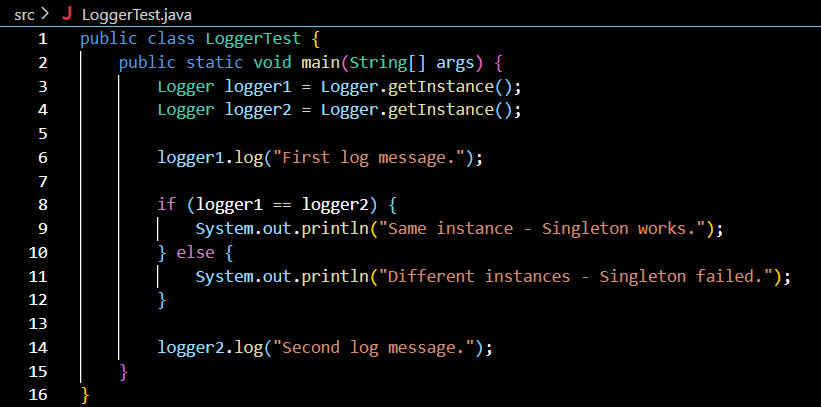 src > J LoggerTest.java
1 public class LoggerTest {
2     public static void main(String[] args) {
3         Logger logger1 = Logger.getInstance();
4         Logger logger2 = Logger.getInstance();
5
6         logger1.log("First log message.");
7
8         if (logger1 == logger2) {
9             System.out.println("Same instance - Singleton works.");
10         } else {
11             System.out.println("Different instances - Singleton failed.");
12         }
13
14         logger2.log("Second log message.");
15     }
16 }